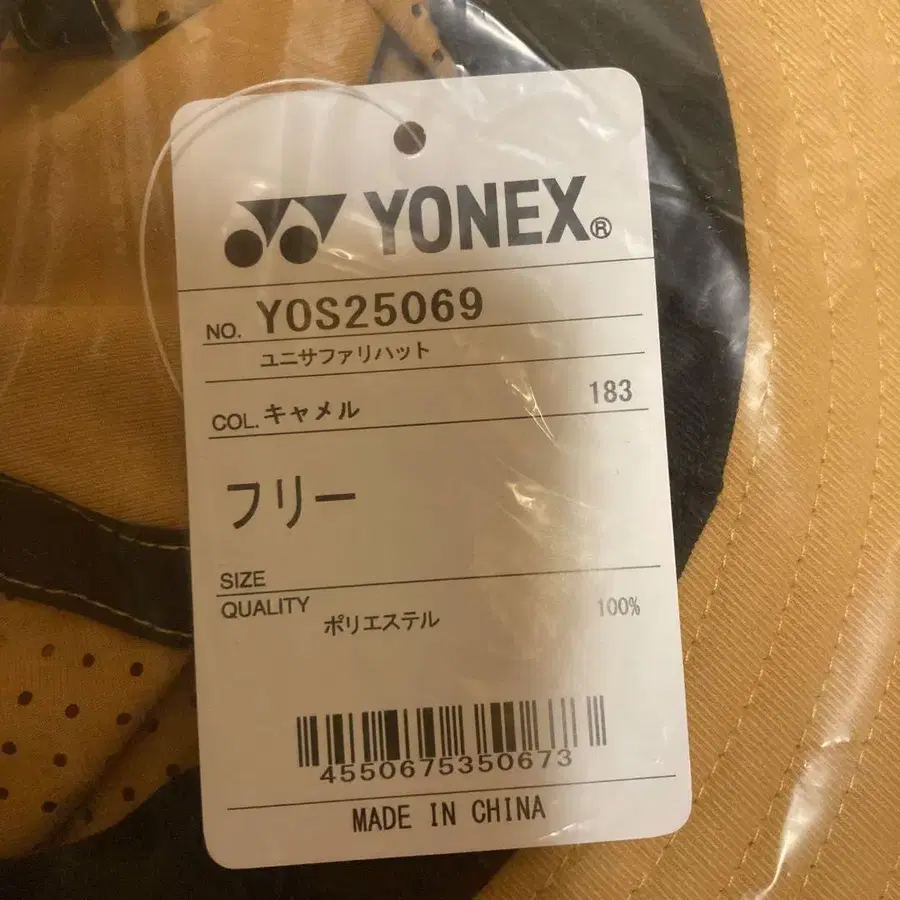 YONEX®
NO. YOS25069
ユニサファリハット
COL. キャメル 183
フリー
SIZE
QUALITY
ポリエステル 100%
4550675350673
MADE IN CHINA